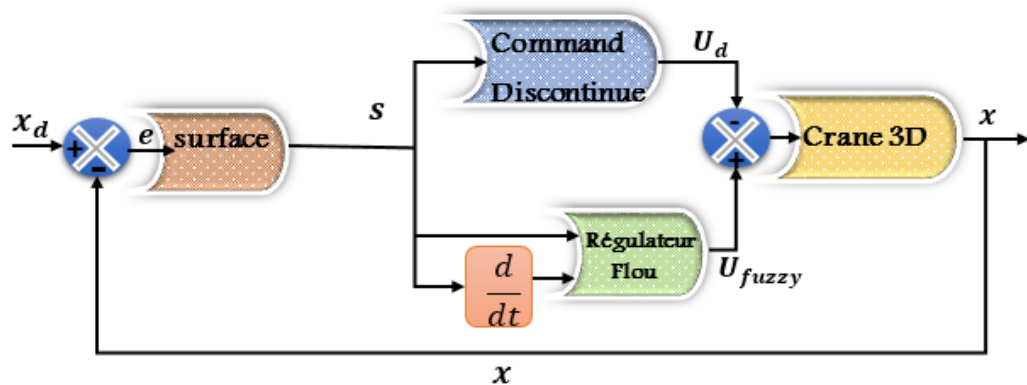 x_d
+
-
e
surface
s
Command
Discontinue
U_d
-
+
Crane 3D
x
Régulateur
Flou
d
dt
U_fuzzy
x